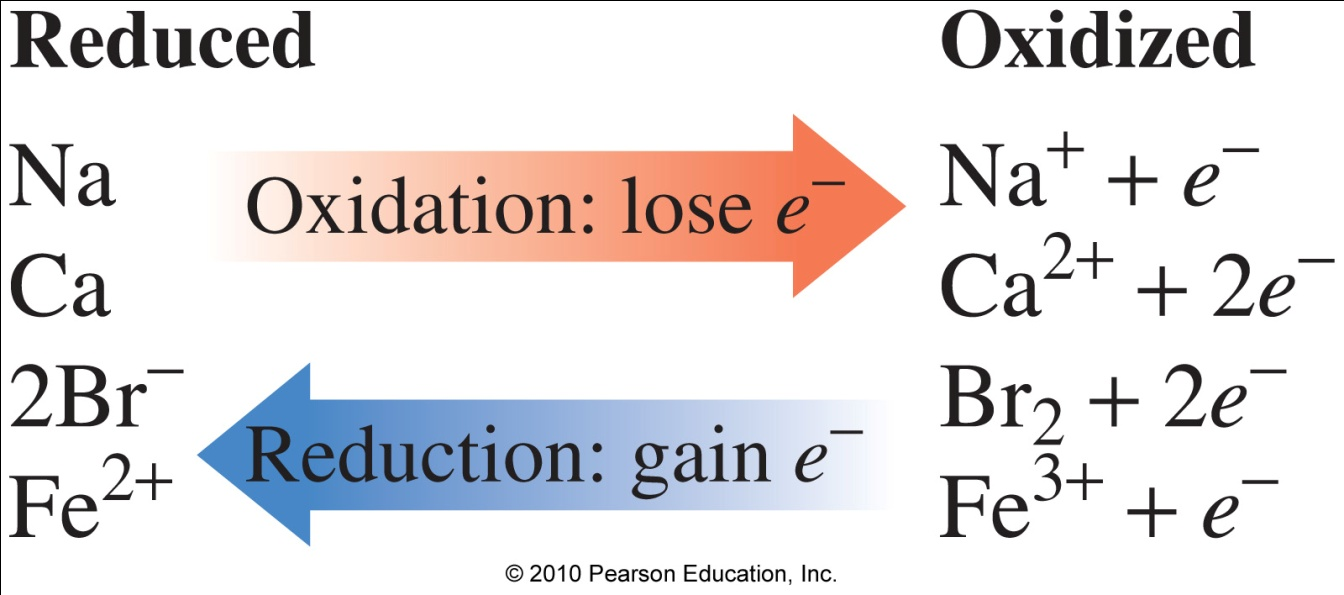 Reduced Oxidized
Na Oxidation: lose e⁻ Na⁺ + e⁻
Ca Ca²⁺ + 2e⁻
2Br⁻ Br₂ + 2e⁻
Reduction: gain e⁻
Fe²⁺ Fe³⁺ + e⁻
© 2010 Pearson Education, Inc.